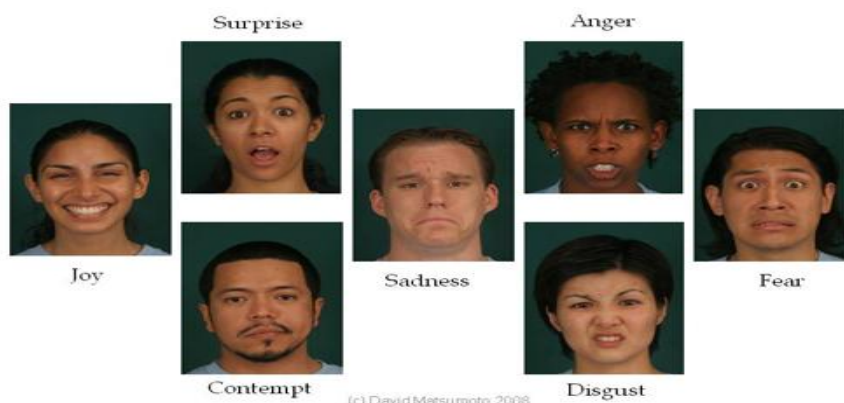 Surprise
Anger
Joy
Sadness
Fear
Contempt
Disgust
(c) David Matsumoto 2008